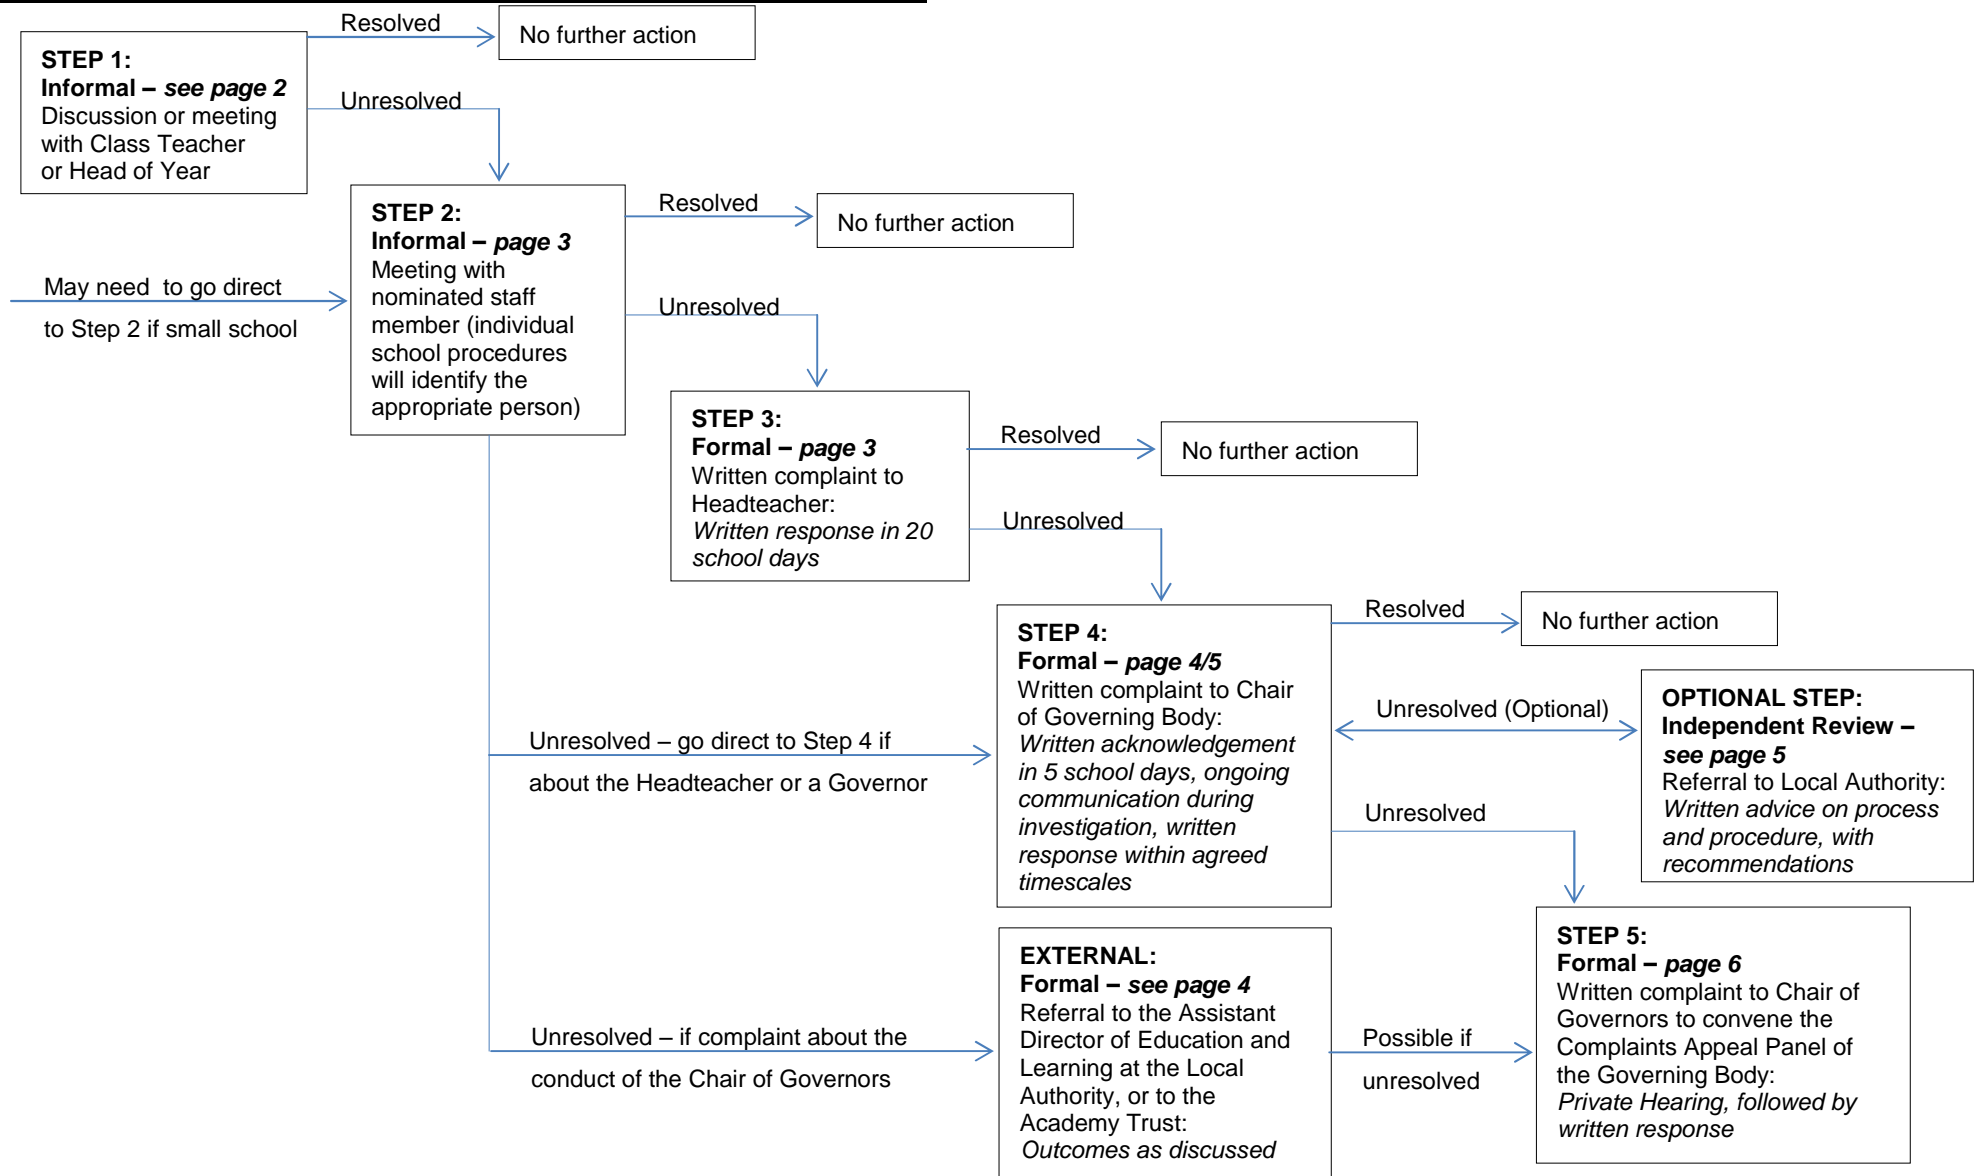 Resolved
No further action
STEP 1:
Informal – see page 2
Discussion or meeting
with Class Teacher
or Head of Year
Unresolved
STEP 2:
Informal – page 3
Meeting with
nominated staff
member (individual
school procedures
will identify the
appropriate person)
Resolved
No further action
May need  to go direct
to Step 2 if small school
Unresolved
STEP 3:
Formal – page 3
Written complaint to
Headteacher:
Written response in 20
school days
Resolved
No further action
Unresolved
STEP 4:
Formal – page 4/5
Written complaint to Chair
of Governing Body:
Written acknowledgement
in 5 school days, ongoing
communication during
investigation, written
response within agreed
timescales
Resolved
No further action
Unresolved (Optional)
OPTIONAL STEP:
Independent Review –
see page 5
Referral to Local Authority:
Written advice on process
and procedure, with
recommendations
Unresolved – go direct to Step 4 if
about the Headteacher or a Governor
Unresolved
EXTERNAL:
Formal – see page 4
Referral to the Assistant
Director of Education and
Learning at the Local
Authority, or to the
Academy Trust:
Outcomes as discussed
Unresolved – if complaint about the
conduct of the Chair of Governors
Possible if
unresolved
STEP 5:
Formal – page 6
Written complaint to Chair of
Governors to convene the
Complaints Appeal Panel of
the Governing Body:
Private Hearing, followed by
written response